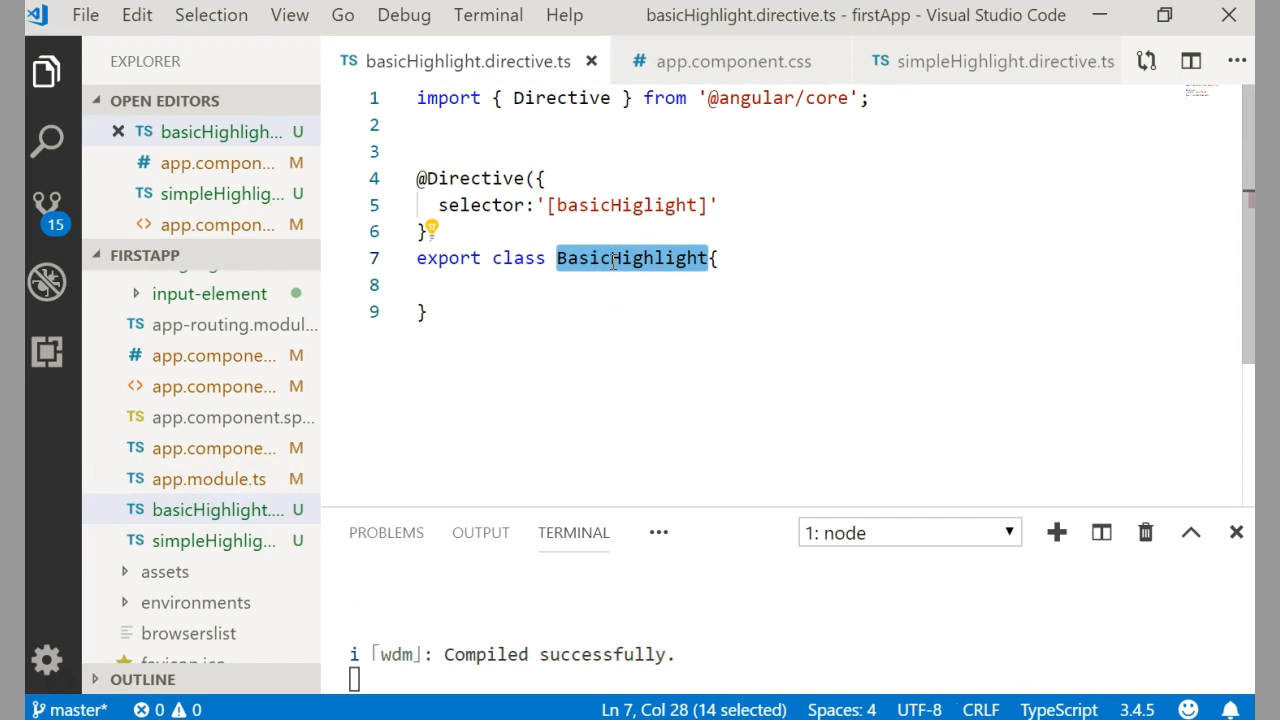 File Edit Selection View Go Debug Terminal Help basicHighlight.directive.ts - firstApp - Visual Studio Code
EXPLORER
TS basicHighlight.directive.ts
# app.component.css
TS simpleHighlight.directive.ts
OPEN EDITORS
TS basicHighligh... U
# app.compon... M
TS simpleHighlig... U
<> app.compon... M
15
FIRSTAPP
input-element
TS app-routing.modul...
# app.compone... M
<> app.compone... M
TS app.component.sp...
TS app.compone... M
TS app.module.ts M
TS basicHighlight.... U
TS simpleHighlig... U
assets
environments
browserslist
OUTLINE
1 import { Directive } from '@angular/core';
2
3
4 @Directive({
5 selector:'[basicHiglight]'
6 }
7 export class BasicHighlight{
8
9 }
PROBLEMS OUTPUT TERMINAL ••• 1: node
i ｢wdm｣: Compiled successfully.
master* 0 0 Ln 7, Col 28 (14 selected) Spaces: 4 UTF-8 CRLF TypeScript 3.4.5